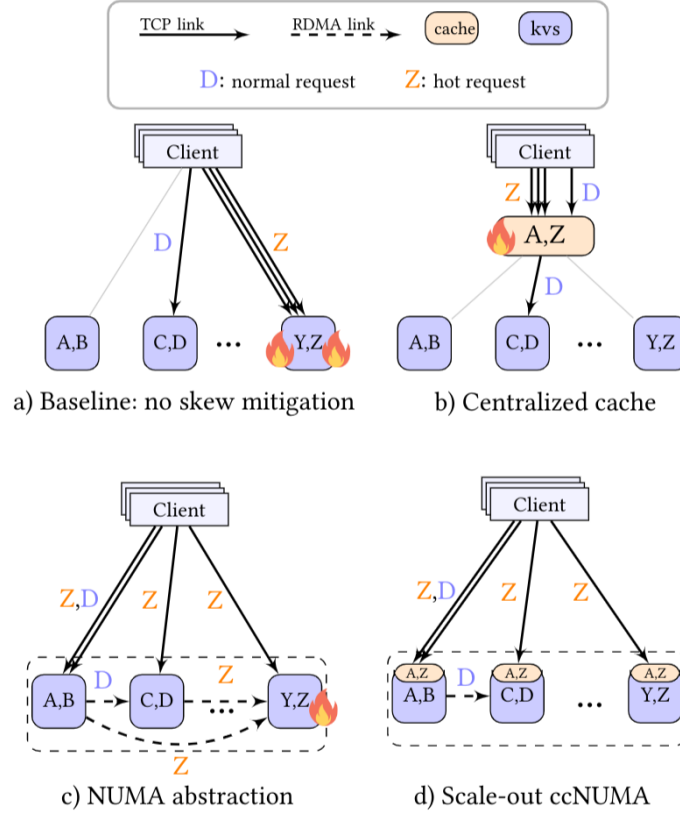 TCP link
RDMA link
cache
kvs
D: normal request
Z: hot request
Client
D
Z
A,B
C,D
...
Y,Z
a) Baseline: no skew mitigation
Client
Z
D
A,Z
D
A,B
C,D
...
Y,Z
b) Centralized cache
Client
Z,D
Z
Z
A,B
D
C,D
Z
...
Y,Z
Z
c) NUMA abstraction
Client
Z,D
Z
Z
A,Z
A,Z
A,Z
A,B
D
C,D
...
Y,Z
d) Scale-out ccNUMA